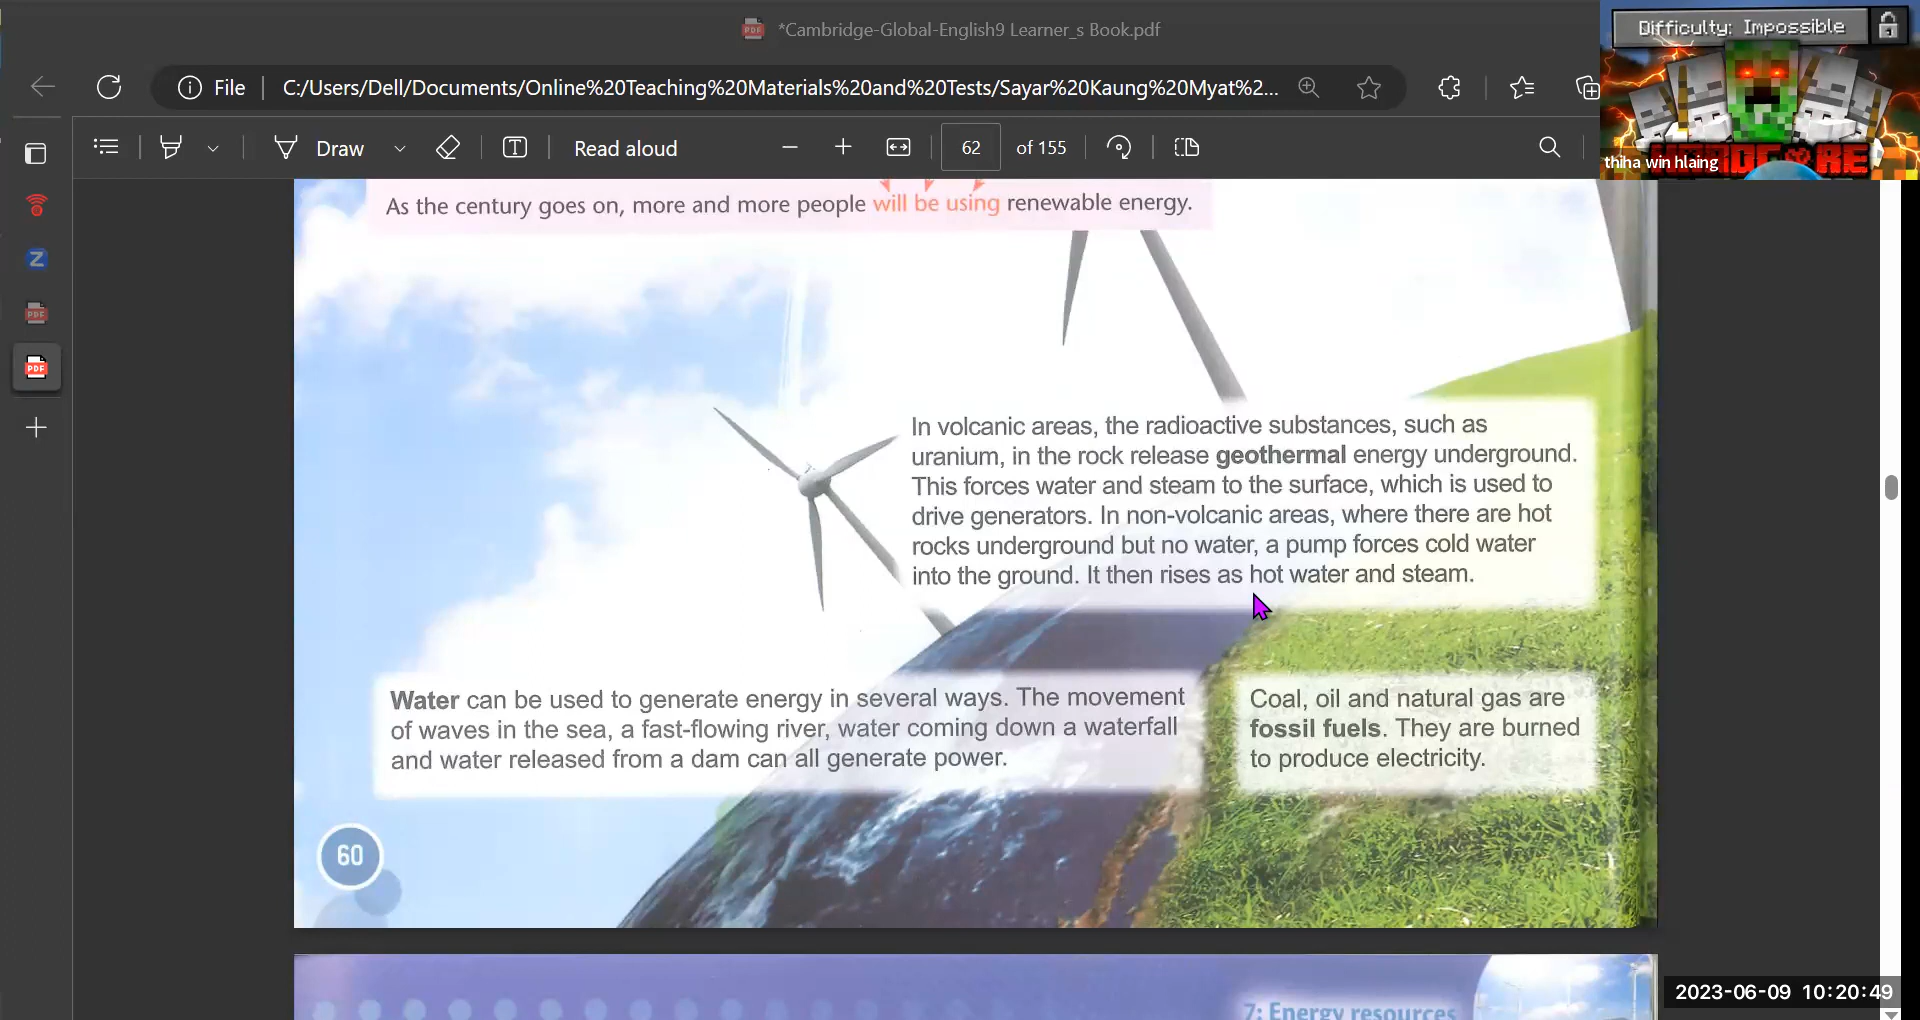 *Cambridge-Global-English9 Learner_s Book.pdf
Difficulty: Impossible
File
C:/Users/Dell/Documents/Online%20Teaching%20Materials%20and%20Tests/Sayar%20Kaung%20Myat%2...
Draw
Read aloud
62
of 155
thiha win hlaing
As the century goes on, more and more people will be using renewable energy.
In volcanic areas, the radioactive substances, such as
uranium, in the rock release geothermal energy underground.
This forces water and steam to the surface, which is used to
drive generators. In non-volcanic areas, where there are hot
rocks underground but no water, a pump forces cold water
into the ground. It then rises as hot water and steam.
Water can be used to generate energy in several ways. The movement
of waves in the sea, a fast-flowing river, water coming down a waterfall
and water released from a dam can all generate power.
Coal, oil and natural gas are
fossil fuels. They are burned
to produce electricity.
60
7: Energy resources
2023-06-09 10:20:49